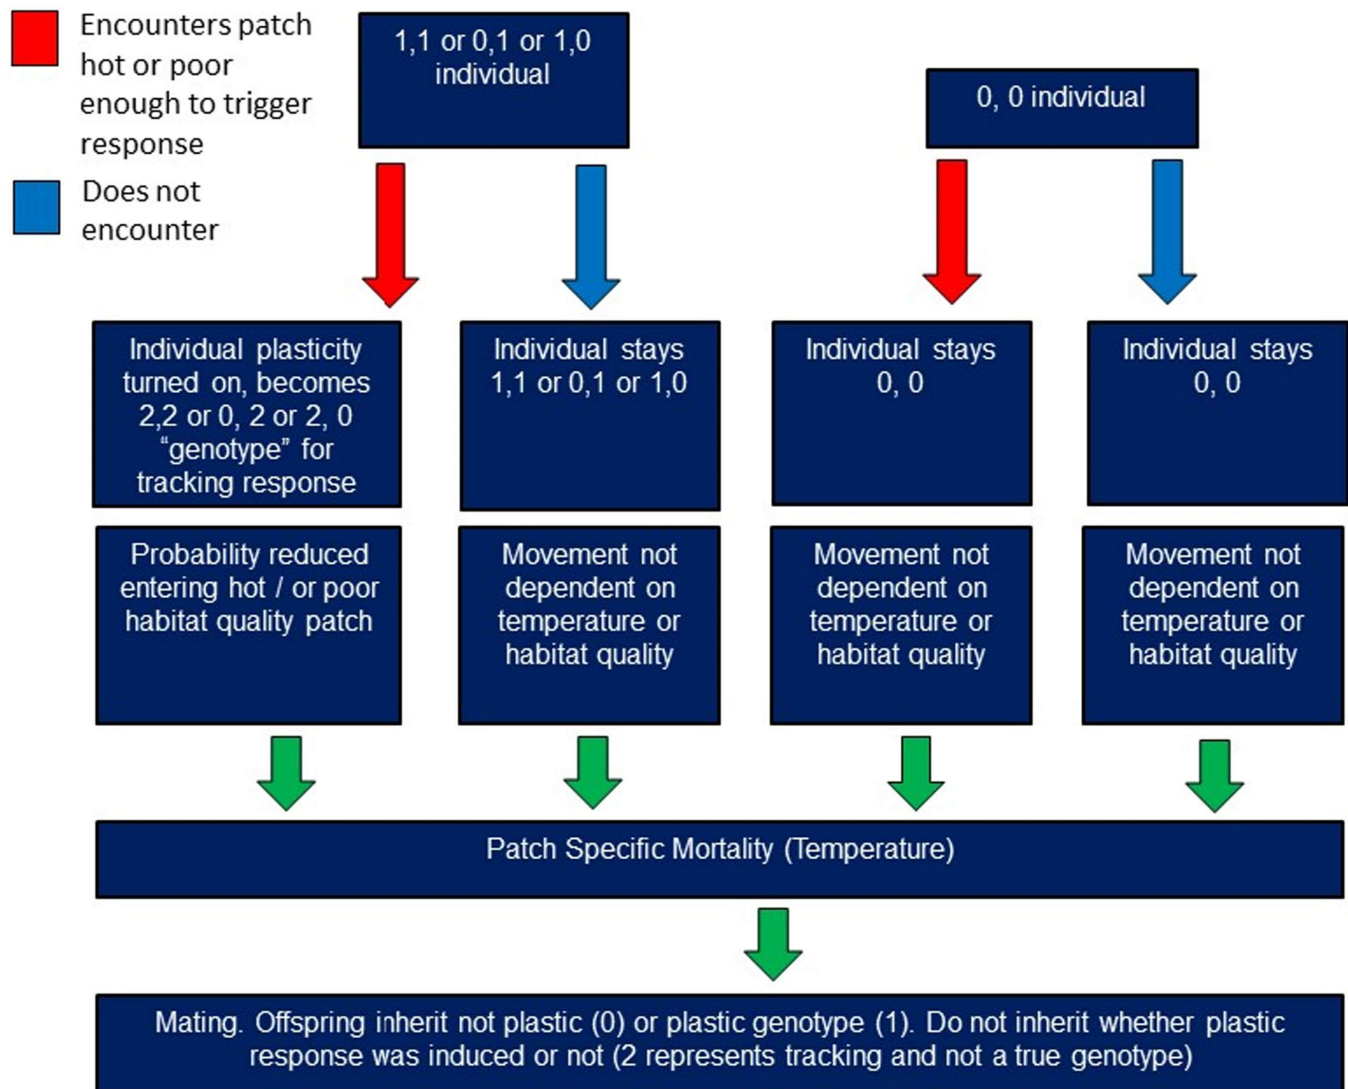 Encounters patch
hot or poor
enough to trigger
response
Does not
encounter
1,1 or 0,1 or 1,0
individual
0, 0 individual
Individual plasticity
turned on, becomes
2,2 or 0, 2 or 2, 0
“genotype” for
tracking response
Individual stays
1,1 or 0,1 or 1,0
Individual stays
0, 0
Individual stays
0, 0
Probability reduced
entering hot / or poor
habitat quality patch
Movement not
dependent on
temperature or
habitat quality
Movement not
dependent on
temperature or
habitat quality
Movement not
dependent on
temperature or
habitat quality
Patch Specific Mortality (Temperature)
Mating. Offspring inherit not plastic (0) or plastic genotype (1). Do not inherit whether plastic
response was induced or not (2 represents tracking and not a true genotype)